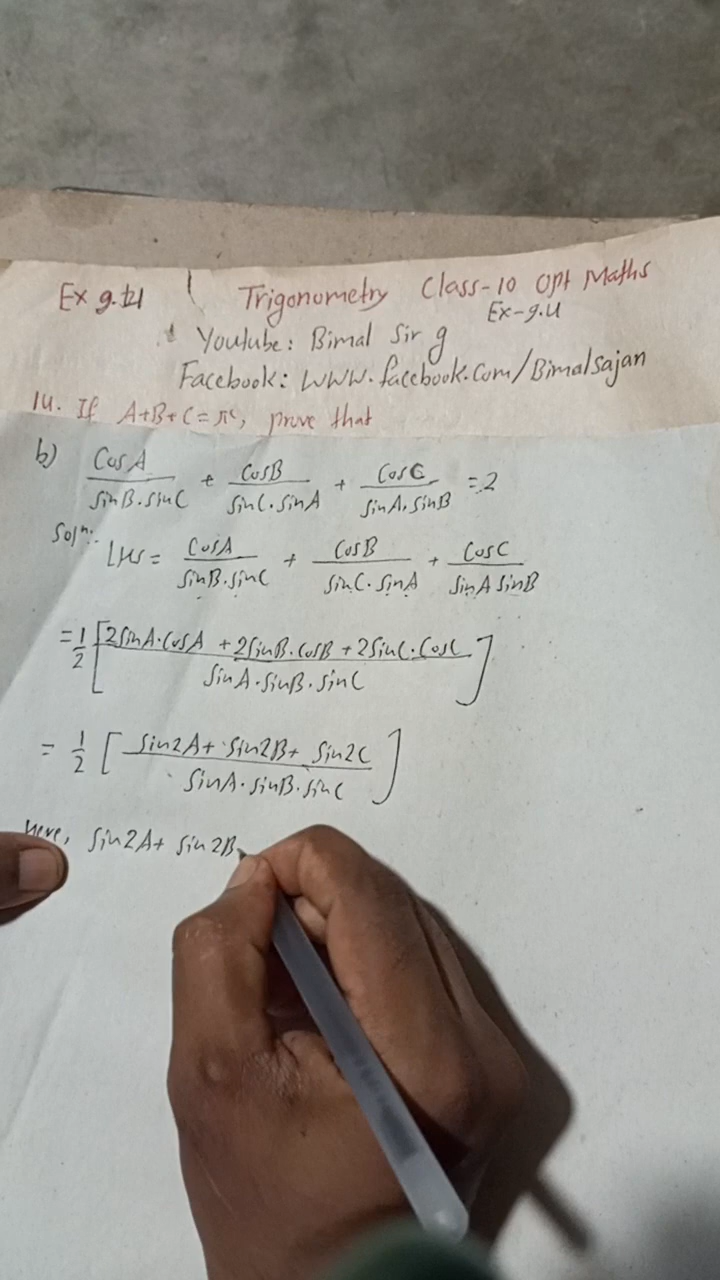 Ex 9.4 Trigonometry Class-10 Opt Maths
Ex-9.4
Youtube: Bimal Sir g
Facebook: www.facebook.com/Bimalsajan
14. If A+B+C=πᶜ, prove that
b) CosA/SinB.SinC + CosB/SinC.SinA + CosC/SinA.SinB = 2
Solⁿ:
LHS = CosA/SinB.SinC + CosB/SinC.SinA + CosC/SinA SinB
= 1/2 [2SinA.CosA + 2SinB.CosB + 2SinC.CosC / SinA.SinB.SinC]
= 1/2 [Sin2A + Sin2B + Sin2C / SinA.SinB.SinC]
Here, Sin2A + Sin2B